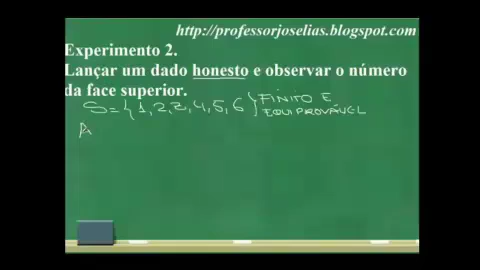 http://professorjoselias.blogspot.com
Experimento 2.
Lançar um dado honesto e observar o número
da face superior.
S={1,2,3,4,5,6} FINITO E
EQUIPROVÁVEL
A